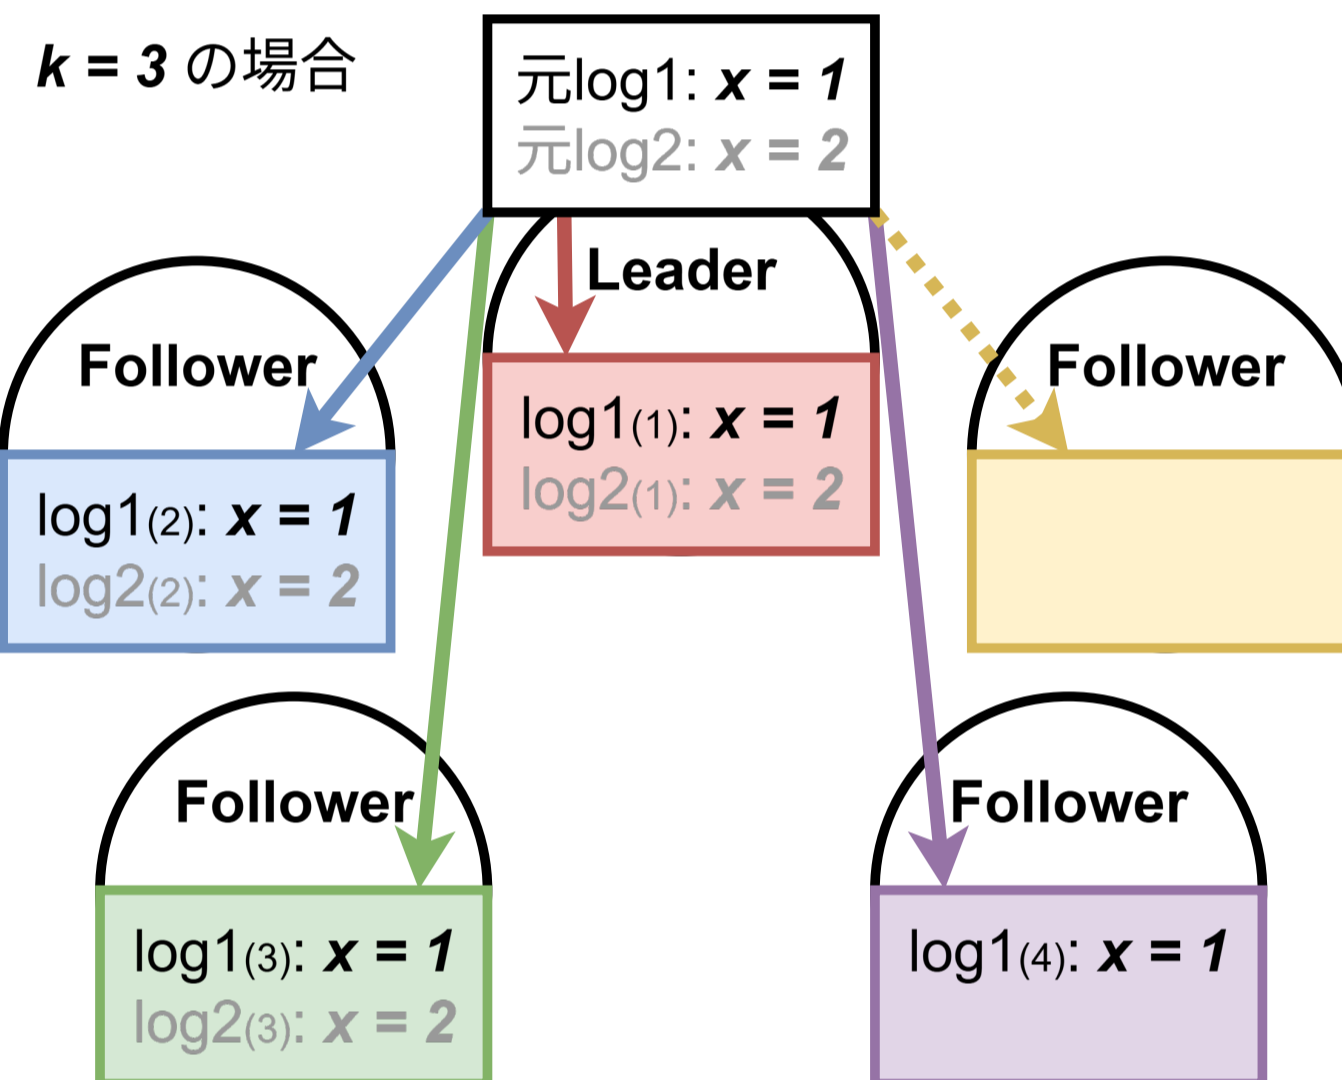 k = 3 の場合
元log1: x = 1
元log2: x = 2
Leader
log1(1): x = 1
log2(1): x = 2
Follower
log1(2): x = 1
log2(2): x = 2
Follower
Follower
log1(3): x = 1
log2(3): x = 2
Follower
log1(4): x = 1